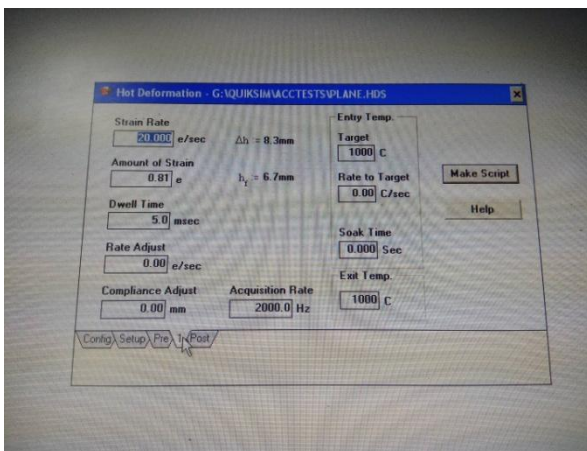 Hot Deformation - G:\QUIKSIM\ACCTESTS\PLANE.HDS
Strain Rate
20.000 e/sec
Δh = 8.3mm
Amount of Strain
0.81 e
hf = 6.7mm
Dwell Time
5.0 msec
Rate Adjust
0.00 e/sec
Compliance Adjust
0.00 mm
Acquisition Rate
2000.0 Hz
Entry Temp.
Target
1000 C
Rate to Target
0.00 C/sec
Soak Time
0.000 Sec
Exit Temp.
1000 C
Make Script
Help
Config Setup Pre 1 Post